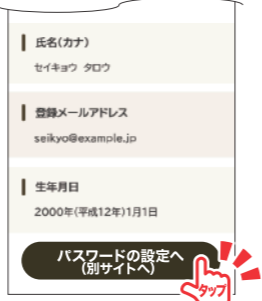 氏名(カナ)
セイキョウ タロウ
登録メールアドレス
seikyo@example.jp
生年月日
2000年(平成12年)1月1日
パスワードの設定へ
(別サイトへ)
タップ